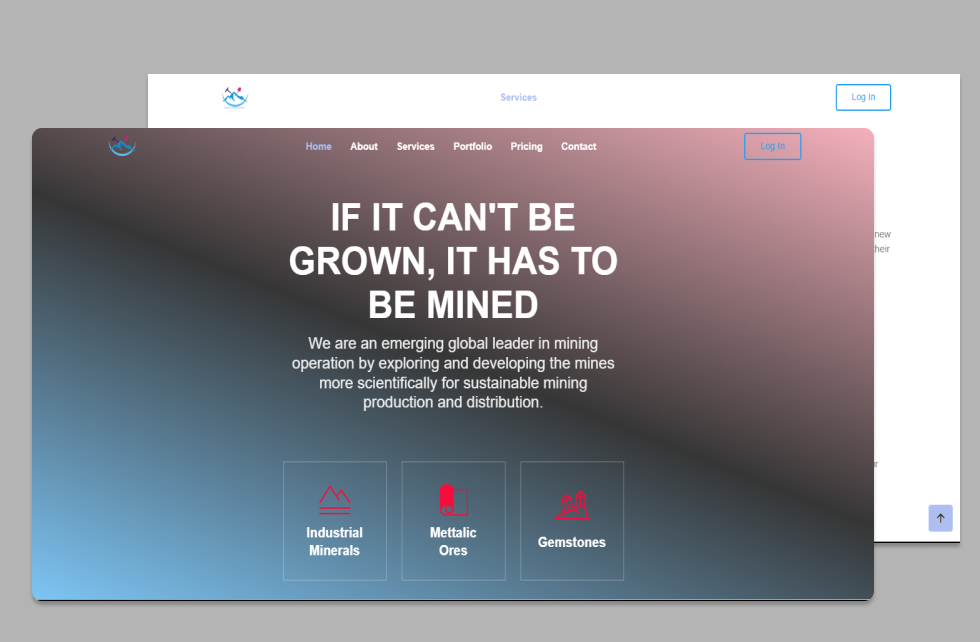 Services
Log In
Home About Services Portfolio Pricing Contact
Log In
IF IT CAN'T BE
GROWN, IT HAS TO
BE MINED
We are an emerging global leader in mining
operation by exploring and developing the mines
more scientifically for sustainable mining
production and distribution.
Industrial
Minerals
Mettalic
Ores
Gemstones
new